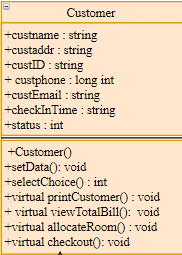 Customer
+custname : string
+custaddr : string
+custID : string
+ custphone : long int
+custEmail : string
+checkInTime : string
+status : int
+Customer()
+setData(): void
+selectChoice() : int
+virtual printCustomer() : void
+ virtual viewTotalBill(): void
+virtual allocateRoom() : void
+virtual checkout(): void